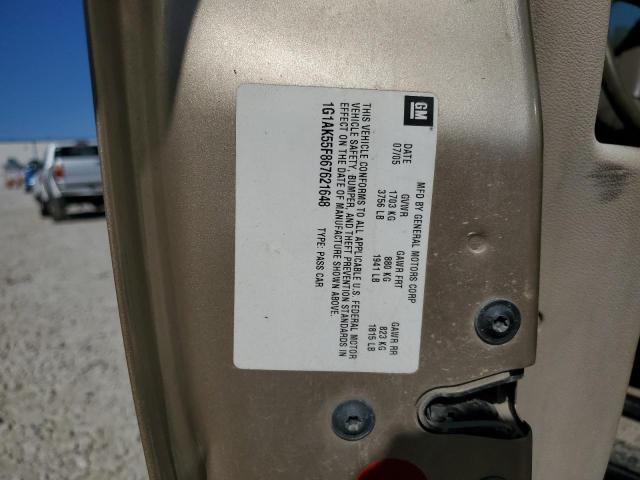 GM
MFD BY GENERAL MOTORS CORP
DATE GVWR GAWR FRT GAWR RR
07/05 1703 KG 880 KG 823 KG
3756 LB 1941 LB 1815 LB
THIS VEHICLE CONFORMS TO ALL APPLICABLE U.S. FEDERAL MOTOR
VEHICLE SAFETY, BUMPER, AND THEFT PREVENTION STANDARDS IN
EFFECT ON THE DATE OF MANUFACTURE SHOWN ABOVE.
1G1AK55F867621648 TYPE: PASS CAR